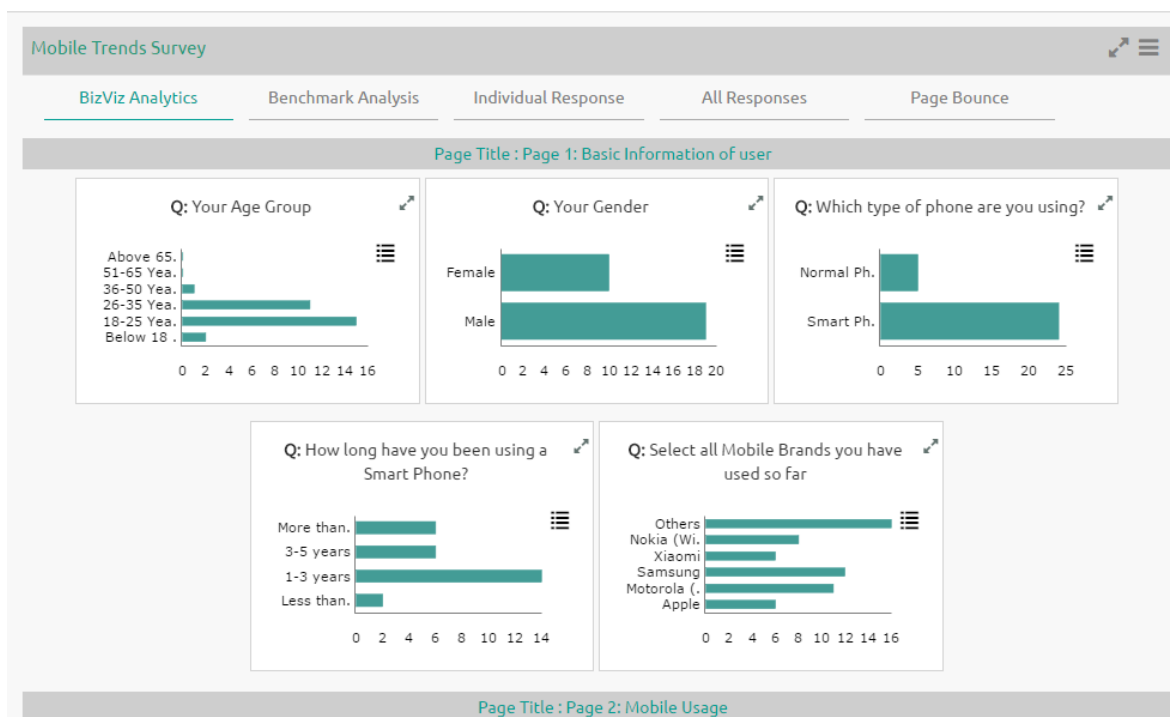 Mobile Trends Survey
BizViz Analytics Benchmark Analysis Individual Response All Responses Page Bounce
Page Title : Page 1: Basic Information of user
Q: Your Age Group
Above 65.
51-65 Yea.
36-50 Yea.
26-35 Yea.
18-25 Yea.
Below 18 .
0 2 4 6 8 10 12 14 16
Q: Your Gender
Female
Male
0 2 4 6 8 10 12 14 16 18 20
Q: Which type of phone are you using?
Normal Ph.
Smart Ph.
0 5 10 15 20 25
Q: How long have you been using a
Smart Phone?
More than.
3-5 years
1-3 years
Less than.
0 2 4 6 8 10 12 14
Q: Select all Mobile Brands you have
used so far
Others
Nokia (Wi.
Xiaomi
Samsung
Motorola (.
Apple
0 2 4 6 8 10 12 14 16
Page Title : Page 2: Mobile Usage